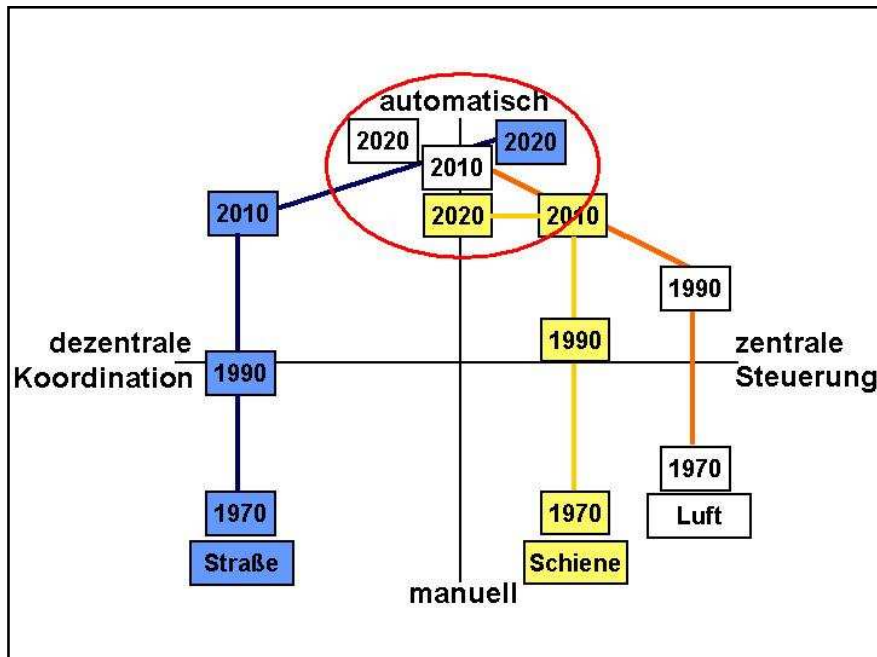 automatisch
2020
2020
2010
2010
2020
2010
1990
dezentrale
Koordination
1990
1990
zentrale
Steuerung
1970
1970
1970
Luft
Straße
Schiene
manuell